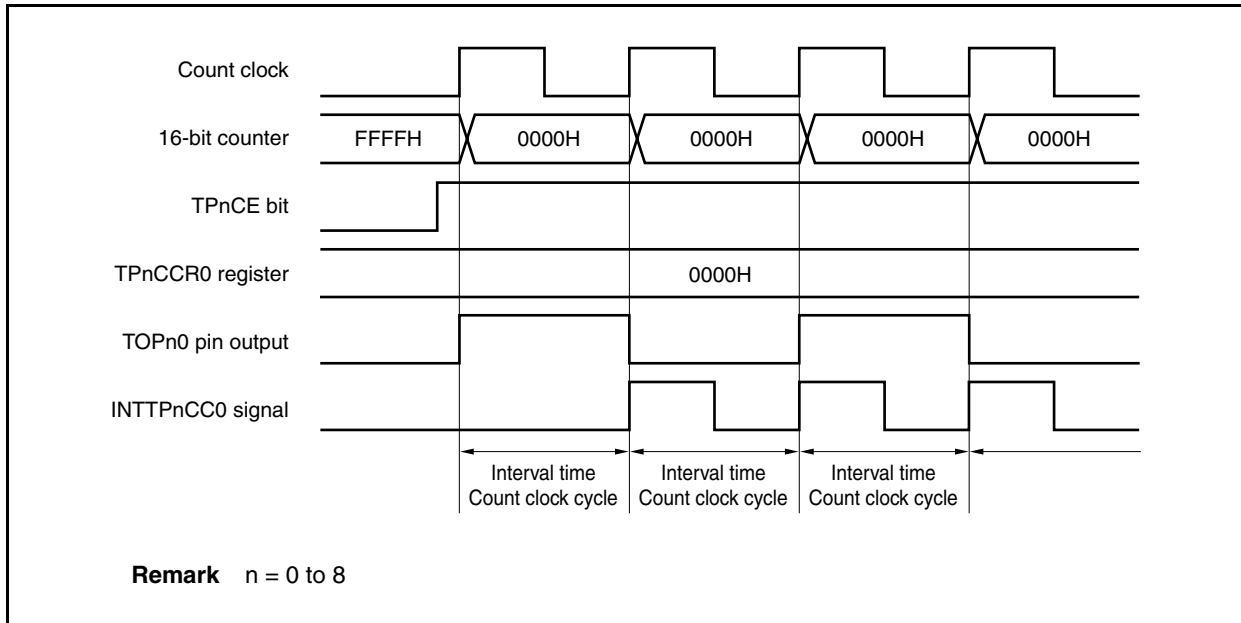 Count clock
16-bit counter FFFFH 0000H 0000H 0000H 0000H
TPnCE bit
TPnCCR0 register 0000H
TOPn0 pin output
INTTPnCC0 signal
Interval time Interval time Interval time
Count clock cycle Count clock cycle Count clock cycle
Remark n = 0 to 8